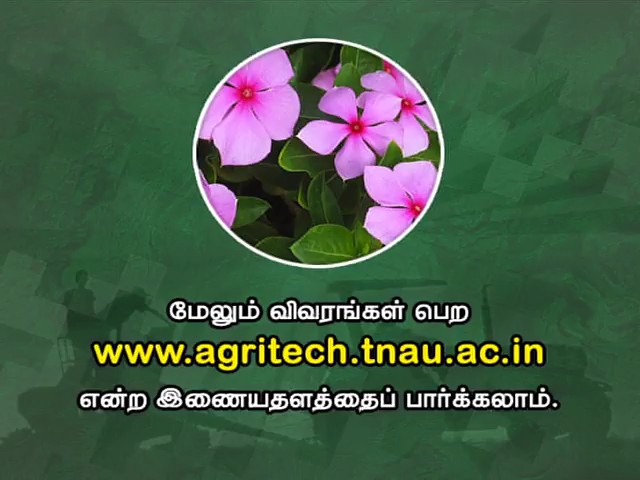 மேலும் விவரங்கள் பெற
www.agritech.tnau.ac.in
என்ற இணையதளத்தைப் பார்க்கலாம்.